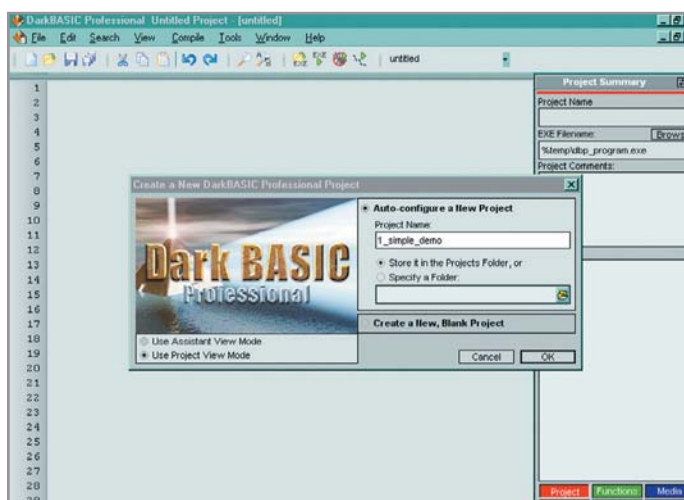 DarkBASIC Professional Untitled Project - [untitled]
File Edit Search View Compile Tools Window Help
untitled
Project Summary
Project Name
EXE Filename:
%temp\dbp_program.exe
Project Comments:
1
2
3
4
5
6
7
8
9
10
11
12
13
14
15
16
17
18
19
20
21
22
23
24
25
26
27
28
Create a New DarkBASIC Professional Project
Dark BASIC
Professional
Use Assistant View Mode
Use Project View Mode
Auto-configure a New Project
Project Name:
1_simple_demo
Store it in the Projects Folder, or
Specify a Folder:
Create a New, Blank Project
Cancel OK
Project Functions Media